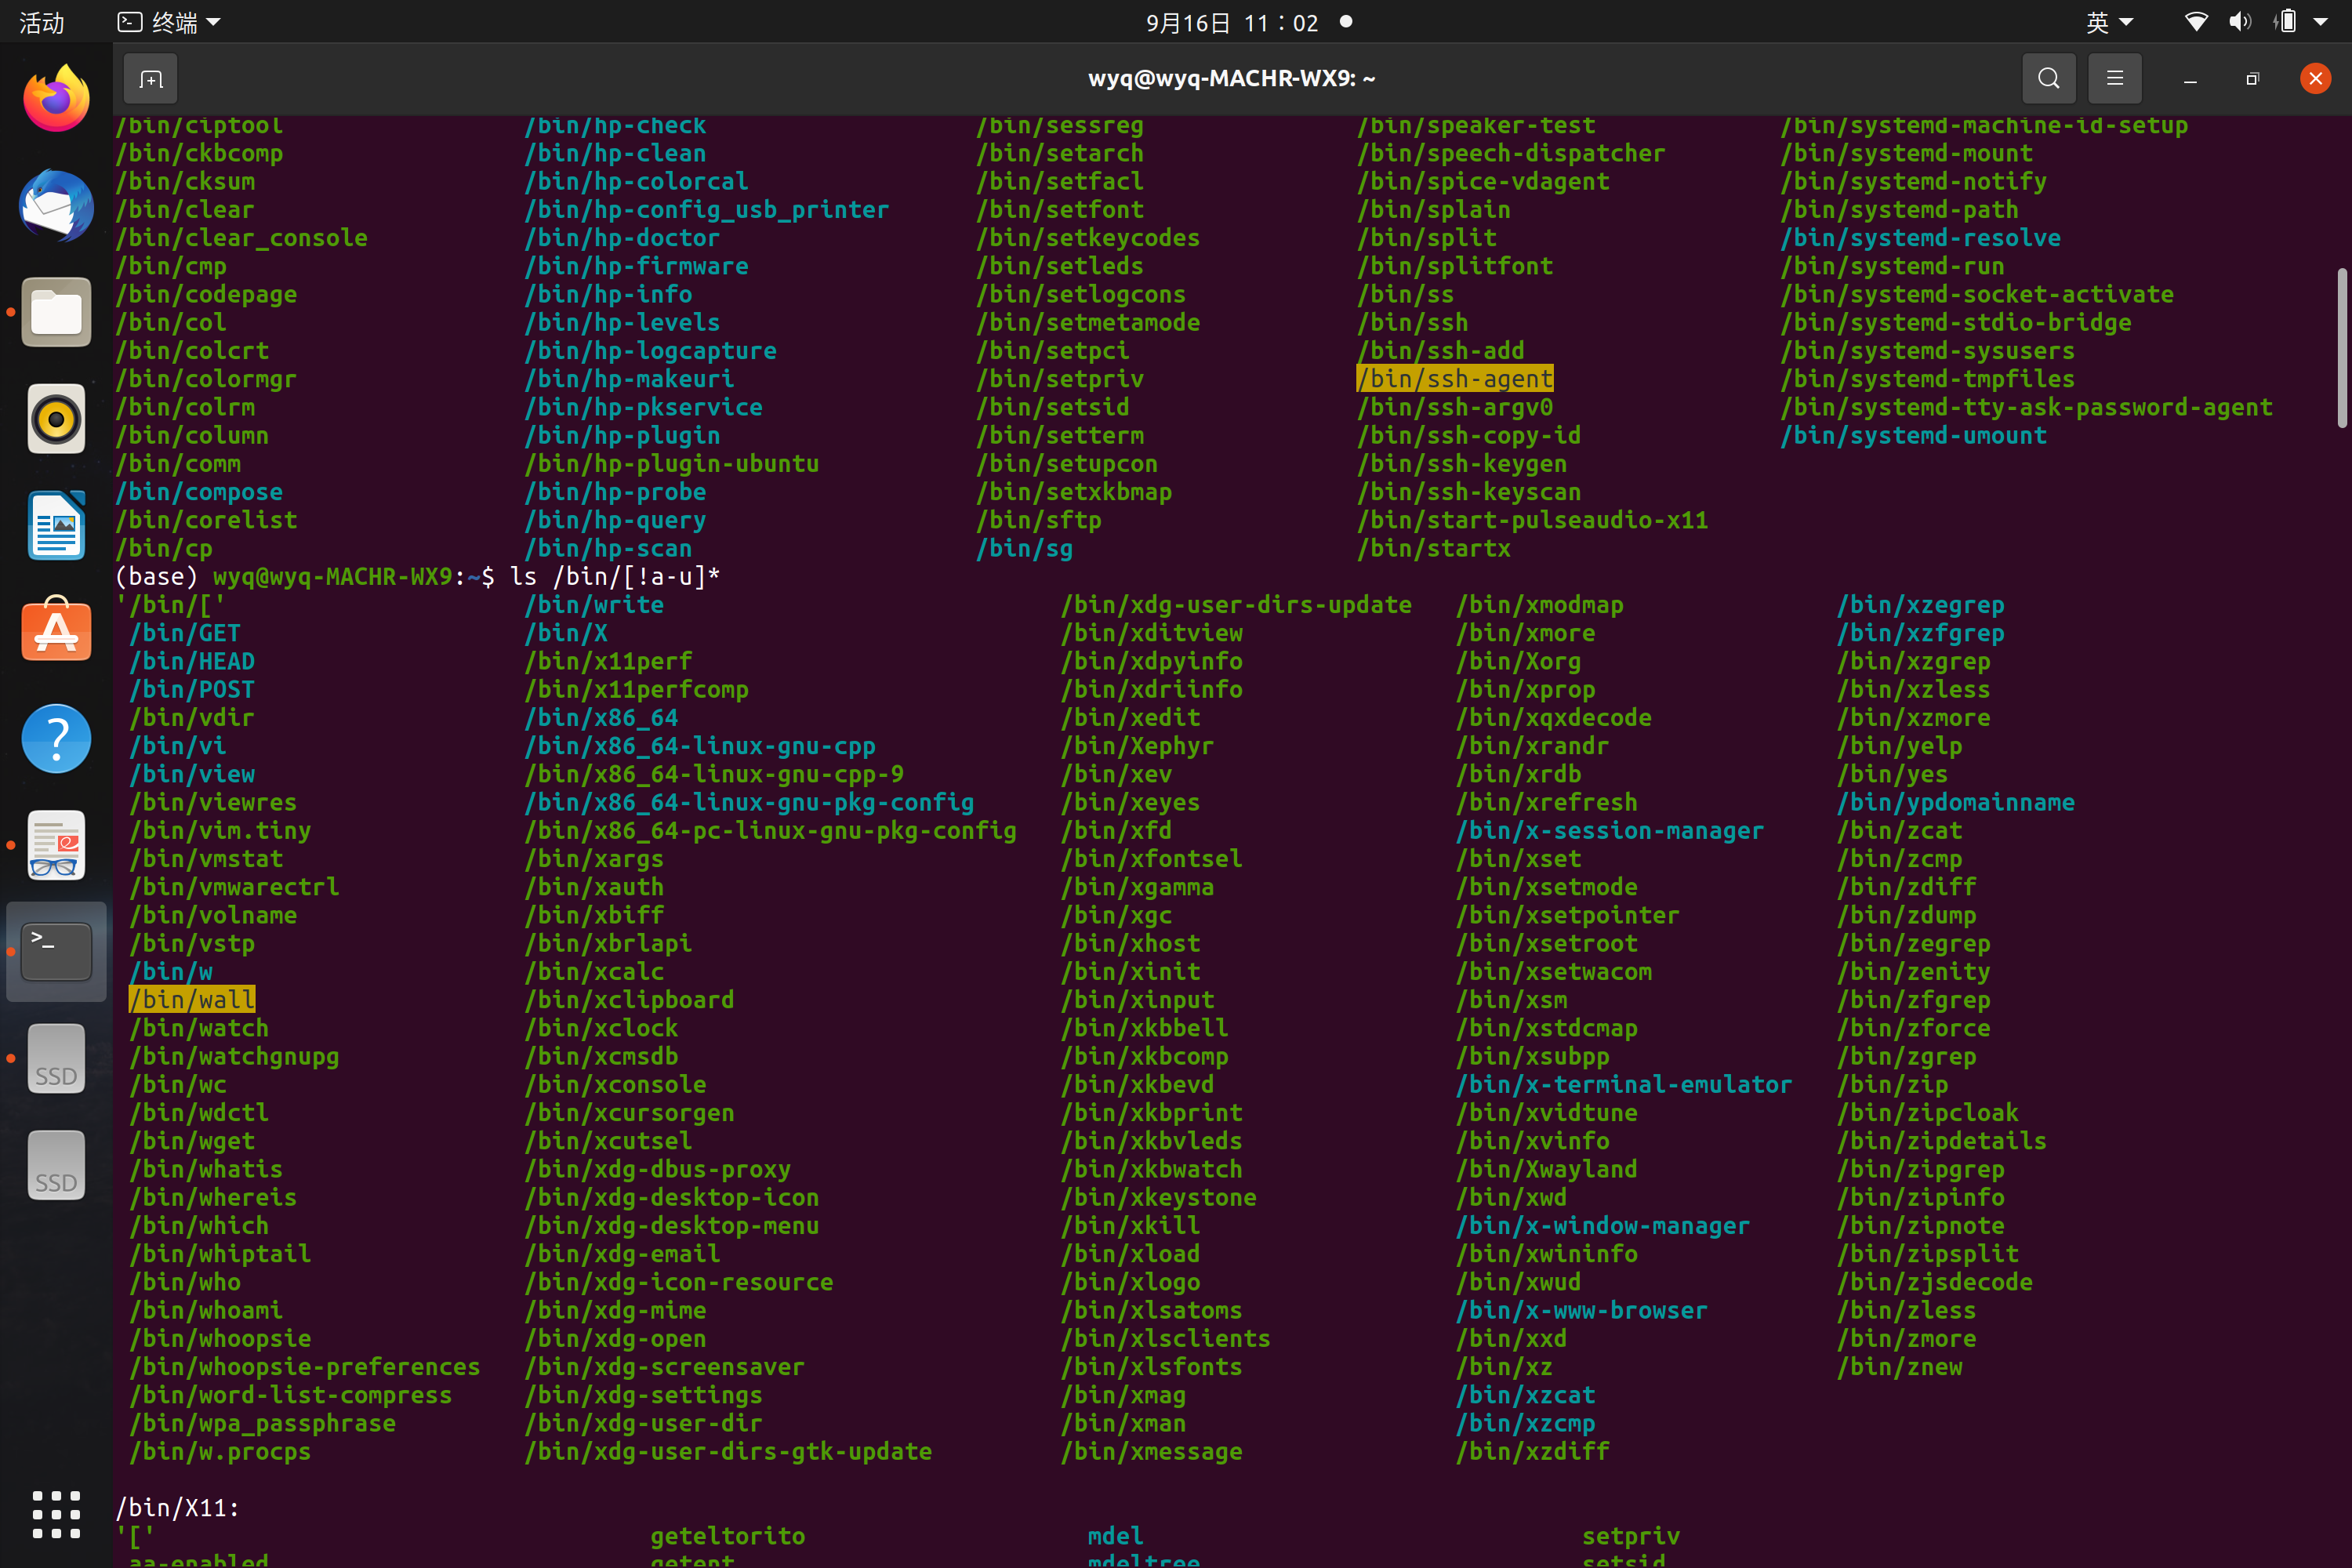 活动 终端 9月16日 11：02 英
wyq@wyq-MACHR-WX9: ~
/bin/ciptool /bin/hp-check /bin/sessreg /bin/speaker-test /bin/systemd-machine-id-setup
/bin/ckbcomp /bin/hp-clean /bin/setarch /bin/speech-dispatcher /bin/systemd-mount
/bin/cksum /bin/hp-colorcal /bin/setfacl /bin/spice-vdagent /bin/systemd-notify
/bin/clear /bin/hp-config_usb_printer /bin/setfont /bin/splain /bin/systemd-path
/bin/clear_console /bin/hp-doctor /bin/setkeycodes /bin/split /bin/systemd-resolve
/bin/cmp /bin/hp-firmware /bin/setleds /bin/splitfont /bin/systemd-run
/bin/codepage /bin/hp-info /bin/setlogcons /bin/ss /bin/systemd-socket-activate
/bin/col /bin/hp-levels /bin/setmetamode /bin/ssh /bin/systemd-stdio-bridge
/bin/colcrt /bin/hp-logcapture /bin/setpci /bin/ssh-add /bin/systemd-sysusers
/bin/colormgr /bin/hp-makeuri /bin/setpriv /bin/ssh-agent /bin/systemd-tmpfiles
/bin/colrm /bin/hp-pkservice /bin/setsid /bin/ssh-argv0 /bin/systemd-tty-ask-password-agent
/bin/column /bin/hp-plugin /bin/setterm /bin/ssh-copy-id /bin/systemd-umount
/bin/comm /bin/hp-plugin-ubuntu /bin/setupcon /bin/ssh-keygen
/bin/compose /bin/hp-probe /bin/setxkbmap /bin/ssh-keyscan
/bin/corelist /bin/hp-query /bin/sftp /bin/start-pulseaudio-x11
/bin/cp /bin/hp-scan /bin/sg /bin/startx
(base) wyq@wyq-MACHR-WX9:~$ ls /bin/[!a-u]*
'/bin/[' /bin/write /bin/xdg-user-dirs-update /bin/xmodmap /bin/xzegrep
/bin/GET /bin/X /bin/xditview /bin/xmore /bin/xzfgrep
/bin/HEAD /bin/x11perf /bin/xdpyinfo /bin/Xorg /bin/xzgrep
/bin/POST /bin/x11perfcomp /bin/xdriinfo /bin/xprop /bin/xzless
/bin/vdir /bin/x86_64 /bin/xedit /bin/xqxdecode /bin/xzmore
/bin/vi /bin/x86_64-linux-gnu-cpp /bin/Xephyr /bin/xrandr /bin/yelp
/bin/view /bin/x86_64-linux-gnu-cpp-9 /bin/xev /bin/xrdb /bin/yes
/bin/viewres /bin/x86_64-linux-gnu-pkg-config /bin/xeyes /bin/xrefresh /bin/ypdomainname
/bin/vim.tiny /bin/x86_64-pc-linux-gnu-pkg-config /bin/xfd /bin/x-session-manager /bin/zcat
/bin/vmstat /bin/xargs /bin/xfontsel /bin/xset /bin/zcmp
/bin/vmwarectrl /bin/xauth /bin/xgamma /bin/xsetmode /bin/zdiff
/bin/volname /bin/xbiff /bin/xgc /bin/xsetpointer /bin/zdump
/bin/vstp /bin/xbrlapi /bin/xhost /bin/xsetroot /bin/zegrep
/bin/w /bin/xcalc /bin/xinit /bin/xsetwacom /bin/zenity
/bin/wall /bin/xclipboard /bin/xinput /bin/xsm /bin/zfgrep
/bin/watch /bin/xclock /bin/xkbbell /bin/xstdcmap /bin/zforce
/bin/watchgnupg /bin/xcmsdb /bin/xkbcomp /bin/xsubpp /bin/zgrep
/bin/wc /bin/xconsole /bin/xkbevd /bin/x-terminal-emulator /bin/zip
/bin/wdctl /bin/xcursorgen /bin/xkbprint /bin/xvidtune /bin/zipcloak
/bin/wget /bin/xcutsel /bin/xkbvleds /bin/xvinfo /bin/zipdetails
/bin/whatis /bin/xdg-dbus-proxy /bin/xkbwatch /bin/Xwayland /bin/zipgrep
/bin/whereis /bin/xdg-desktop-icon /bin/xkeystone /bin/xwd /bin/zipinfo
/bin/which /bin/xdg-desktop-menu /bin/xkill /bin/x-window-manager /bin/zipnote
/bin/whiptail /bin/xdg-email /bin/xload /bin/xwininfo /bin/zipsplit
/bin/who /bin/xdg-icon-resource /bin/xlogo /bin/xwud /bin/zjsdecode
/bin/whoami /bin/xdg-mime /bin/xlsatoms /bin/x-www-browser /bin/zless
/bin/whoopsie /bin/xdg-open /bin/xlsclients /bin/xxd /bin/zmore
/bin/whoopsie-preferences /bin/xdg-screensaver /bin/xlsfonts /bin/xz /bin/znew
/bin/word-list-compress /bin/xdg-settings /bin/xmag /bin/xzcat
/bin/wpa_passphrase /bin/xdg-user-dir /bin/xman /bin/xzcmp
/bin/w.procps /bin/xdg-user-dirs-gtk-update /bin/xmessage /bin/xzdiff
/bin/X11:
'[' geteltorito mdel setpriv
aa-enabled getent mdeltree setsid
SSD
SSD